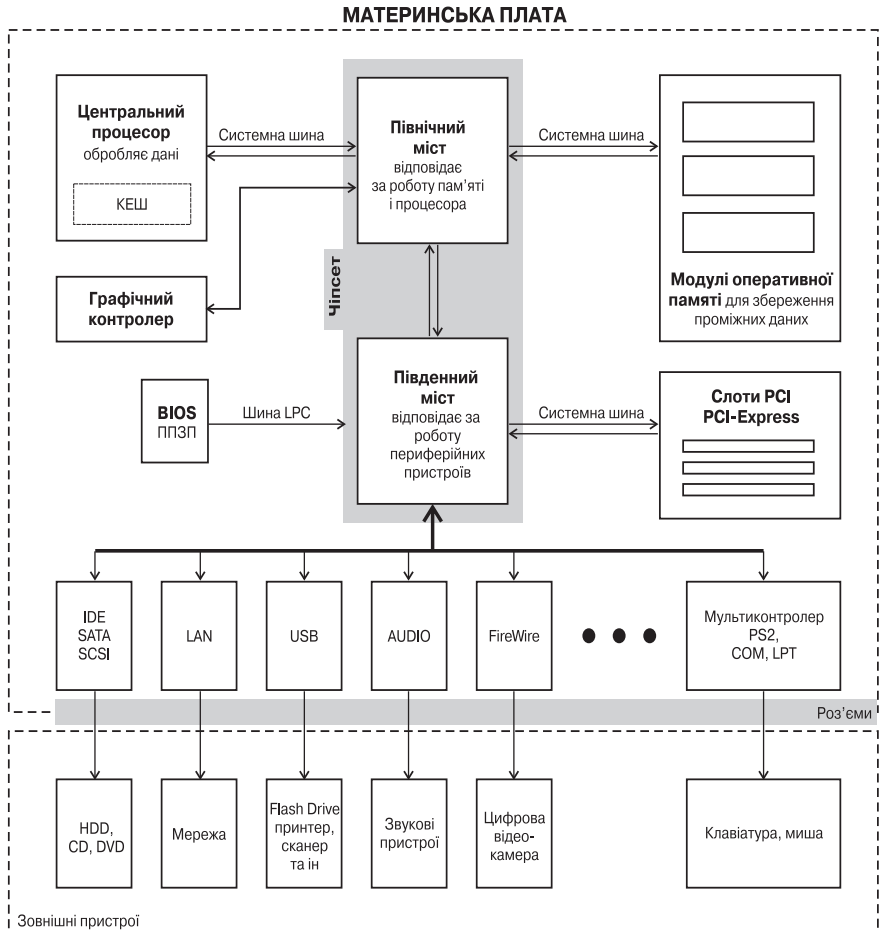 МАТЕРИНСЬКА ПЛАТА
Центральний
процесор
обробляє дані
КЕШ
Системна шина
Північний
міст
відповідає
за роботу пам’яті
і процесора
Системна шина
Модулі оперативної
памяті для збереження
проміжних даних
Графічний
контролер
Чіпсет
BIOS
ППЗП
Шина LPC
Південний
міст
відповідає за
роботу
периферійних
пристроїв
Системна шина
Слоти PCI
PCI-Express
IDE
SATA
SCSI
LAN
USB
AUDIO
FireWire
Мультиконтролер
PS2,
COM, LPT
Роз’єми
HDD,
CD, DVD
Мережа
Flash Drive
принтер,
сканер
та ін
Звукові
пристрої
Цифрова
відео-
камера
Клавіатура, миша
Зовнішні пристрої